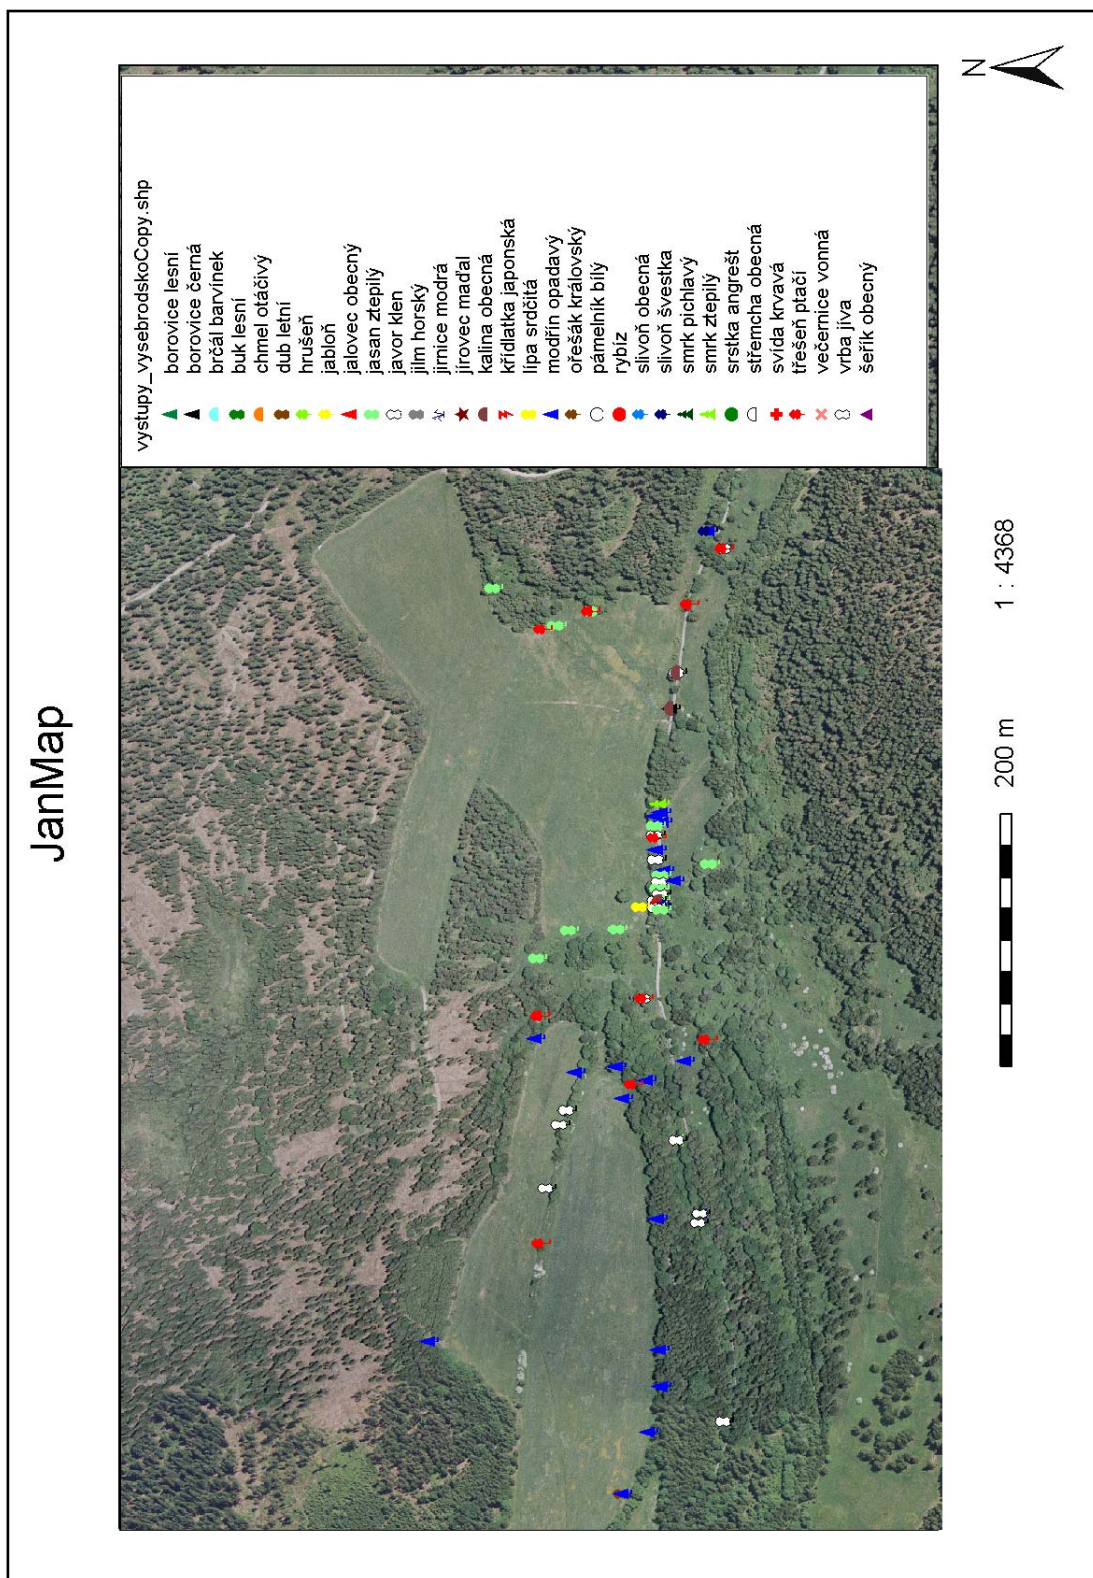 JanMap
N
vystupy_vysebrodskoCopy.shp
borovice lesní
borovice černá
brčál barvínek
buk lesní
chmel otáčivý
dub letní
hrušeň
jabloň
jalovec obecný
jasan ztepilý
javor klen
jilm horský
jirnice modrá
jírovec maďal
kalina obecná
křídlatka japonská
lípa srdčitá
modřín opadavý
ořešák královský
pámelník bílý
rybíz
slivoň obecná
slivoň švestka
smrk pichlavý
smrk ztepilý
srstka angrešt
střemcha obecná
svída krvavá
třešeň ptačí
večernice vonná
vrba jíva
šeřík obecný
200 m
1 : 4368